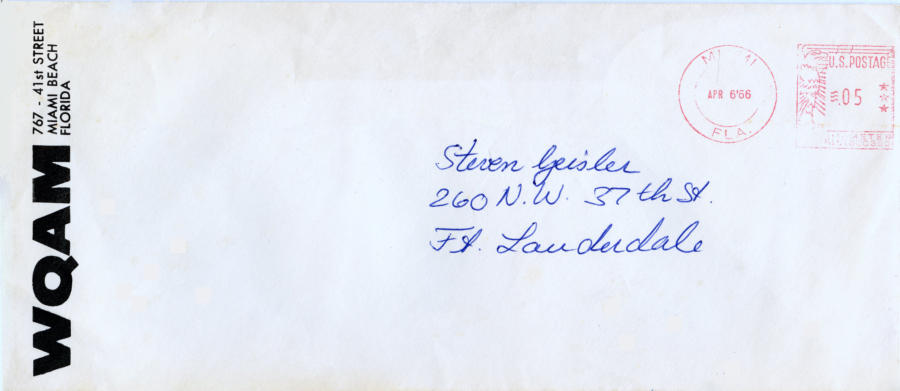 WQAM
767 - 41st STREET
MIAMI BEACH
FLORIDA
APR 6'66
FLA.
U.S. POSTAGE
.05
Steven Geisler
260 N.W. 37th St.
Ft. Lauderdale